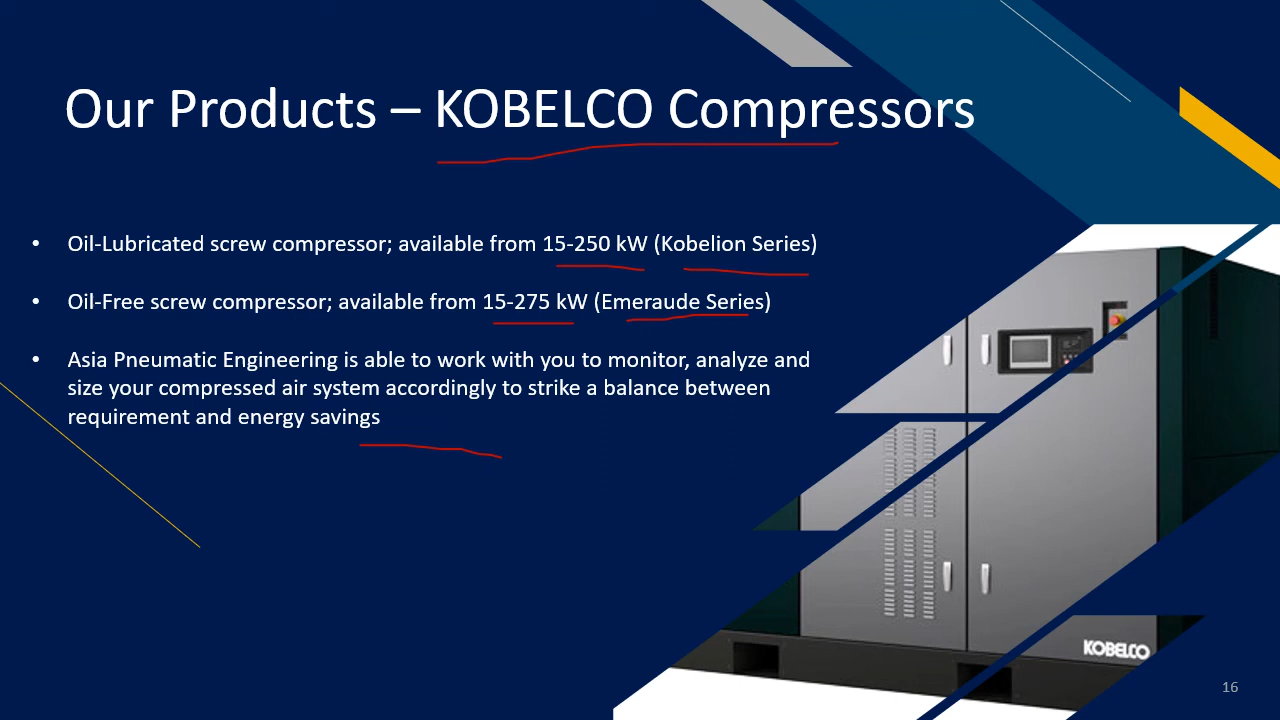 Our Products – KOBELCO Compressors
• Oil-Lubricated screw compressor; available from 15-250 kW (Kobelion Series)
• Oil-Free screw compressor; available from 15-275 kW (Emeraude Series)
• Asia Pneumatic Engineering is able to work with you to monitor, analyze and
size your compressed air system accordingly to strike a balance between
requirement and energy savings
KOBELCO
16